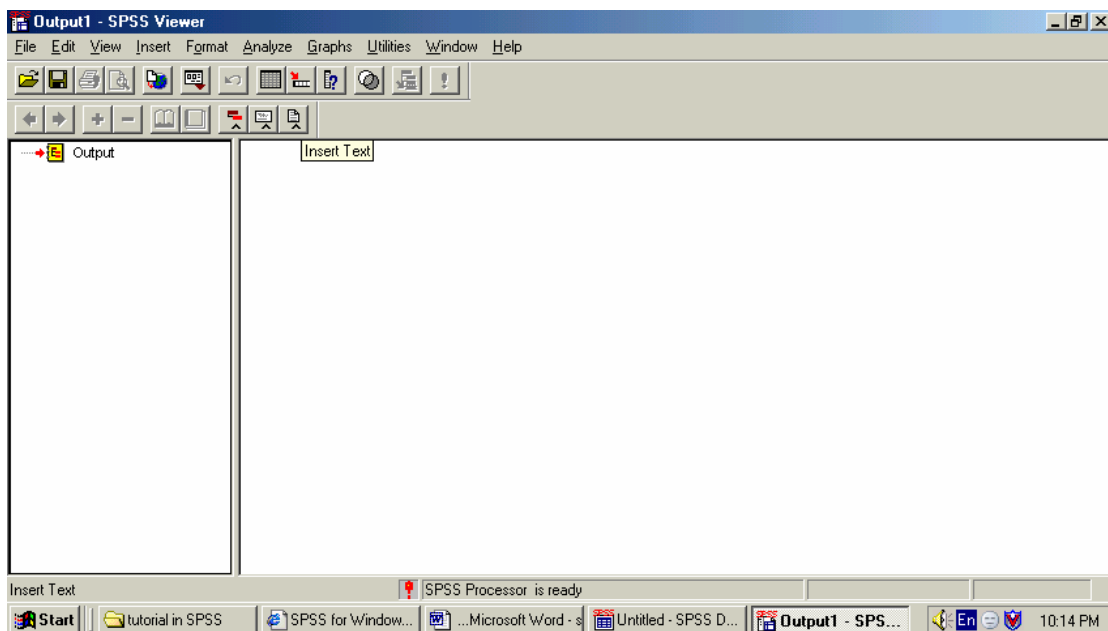 Output1 - SPSS Viewer
File Edit View Insert Format Analyze Graphs Utilities Window Help
Insert Text
Output
Insert Text
SPSS Processor is ready
Start
tutorial in SPSS
SPSS for Window...
...Microsoft Word - s
Untitled - SPSS D...
Output1 - SPS...
En
10:14 PM